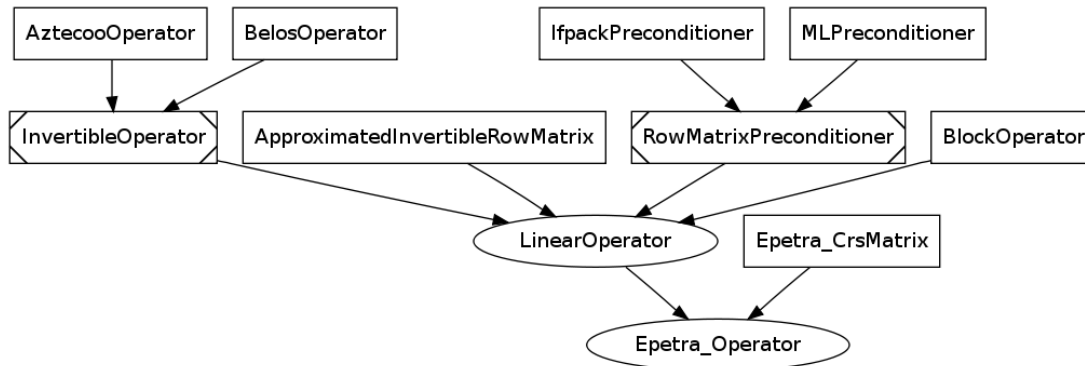 AztecooOperator
BelosOperator
IfpackPreconditioner
MLPreconditioner
InvertibleOperator
ApproximatedInvertibleRowMatrix
RowMatrixPreconditioner
BlockOperator
LinearOperator
Epetra_CrsMatrix
Epetra_Operator